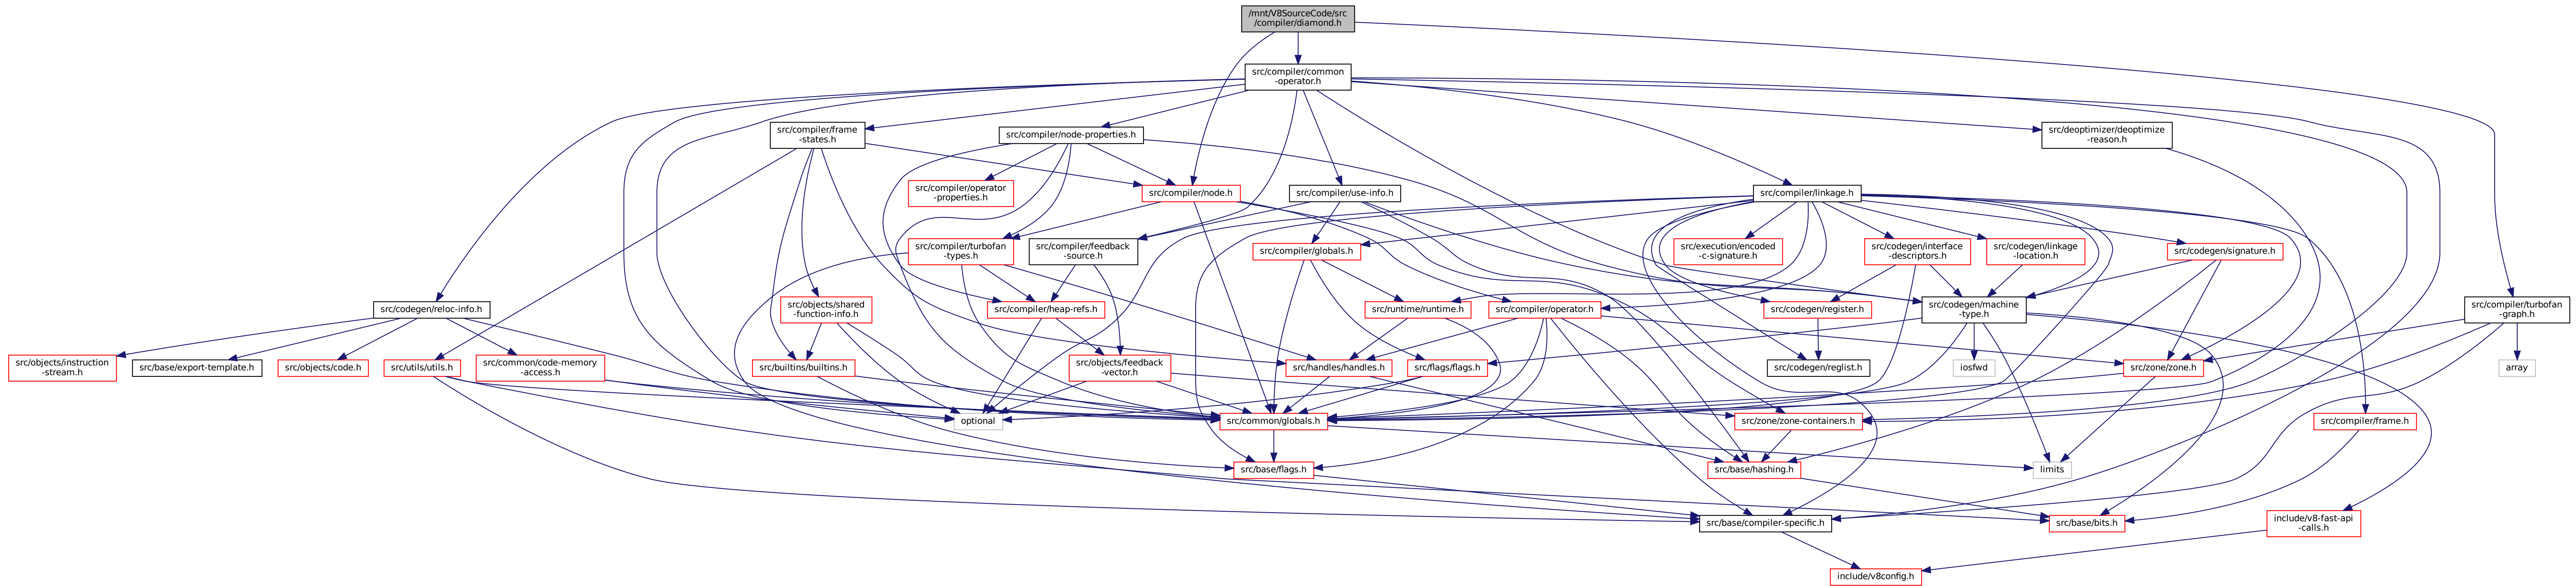 /mnt/V8SourceCode/src
/compiler/diamond.h
src/compiler/common
-operator.h
src/compiler/frame
-states.h
src/compiler/node-properties.h
src/deoptimizer/deoptimize
-reason.h
src/compiler/operator
-properties.h
src/compiler/node.h
src/compiler/use-info.h
src/compiler/linkage.h
src/compiler/turbofan
-types.h
src/compiler/feedback
-source.h
src/compiler/globals.h
src/execution/encoded
-c-signature.h
src/codegen/interface
-descriptors.h
src/codegen/linkage
-location.h
src/codegen/signature.h
src/codegen/reloc-info.h
src/objects/shared
-function-info.h
src/compiler/heap-refs.h
src/runtime/runtime.h
src/compiler/operator.h
src/codegen/register.h
src/codegen/machine
-type.h
src/compiler/turbofan
-graph.h
src/objects/instruction
-stream.h
src/base/export-template.h
src/objects/code.h
src/utils/utils.h
src/common/code-memory
-access.h
src/builtins/builtins.h
src/objects/feedback
-vector.h
src/handles/handles.h
src/flags/flags.h
src/codegen/reglist.h
iosfwd
src/zone/zone.h
array
optional
src/common/globals.h
src/zone/zone-containers.h
src/compiler/frame.h
src/base/flags.h
src/base/hashing.h
limits
src/base/compiler-specific.h
src/base/bits.h
include/v8-fast-api
-calls.h
include/v8config.h